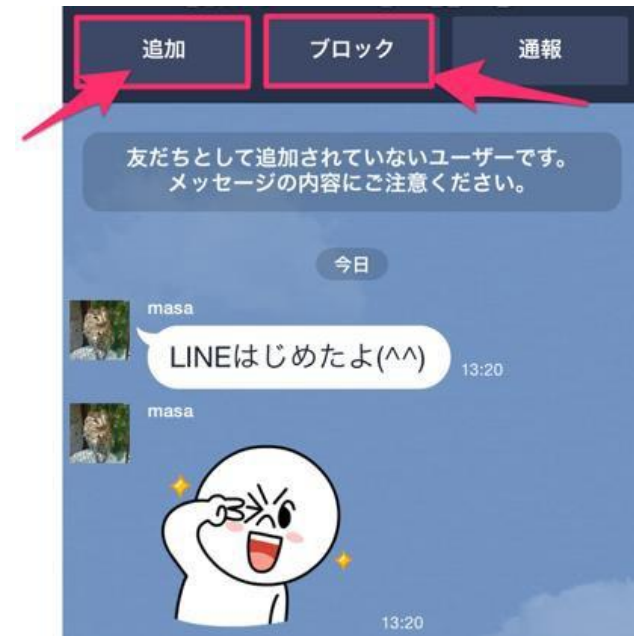 追加 ブロック 通報
友だちとして追加されていないユーザーです。
メッセージの内容にご注意ください。
今日
masa
LINEはじめたよ(^^)
13:20
masa
13:20